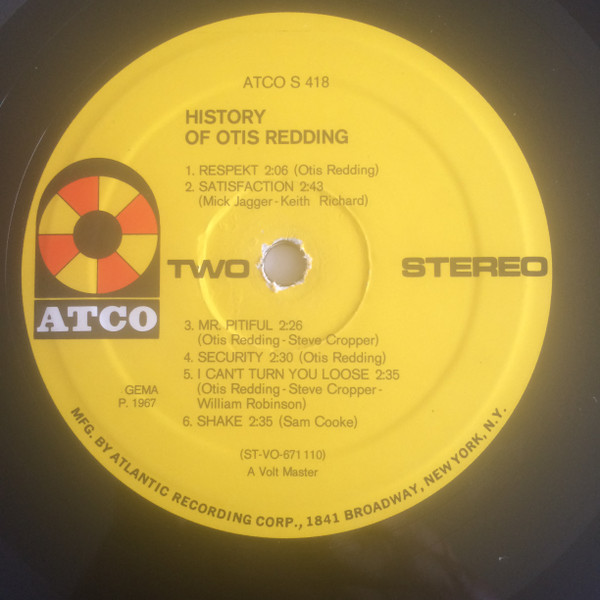 ATCO S 418
HISTORY
OF OTIS REDDING
1. RESPEKT 2:06 (Otis Redding)
2. SATISFACTION 2:43
(Mick Jagger-Keith Richard)
ATCO
TWO
STEREO
3. MR. PITIFUL 2:26
(Otis Redding-Steve Cropper)
4. SECURITY 2:30 (Otis Redding)
5. I CAN'T TURN YOU LOOSE 2:35
(Otis Redding-Steve Cropper-
William Robinson)
6. SHAKE 2:35 (Sam Cooke)
GEMA
P. 1967
(ST-VO-671 110)
A Volt Master
MFG. BY ATLANTIC RECORDING CORP., 1841 BROADWAY, NEW YORK, N.Y.